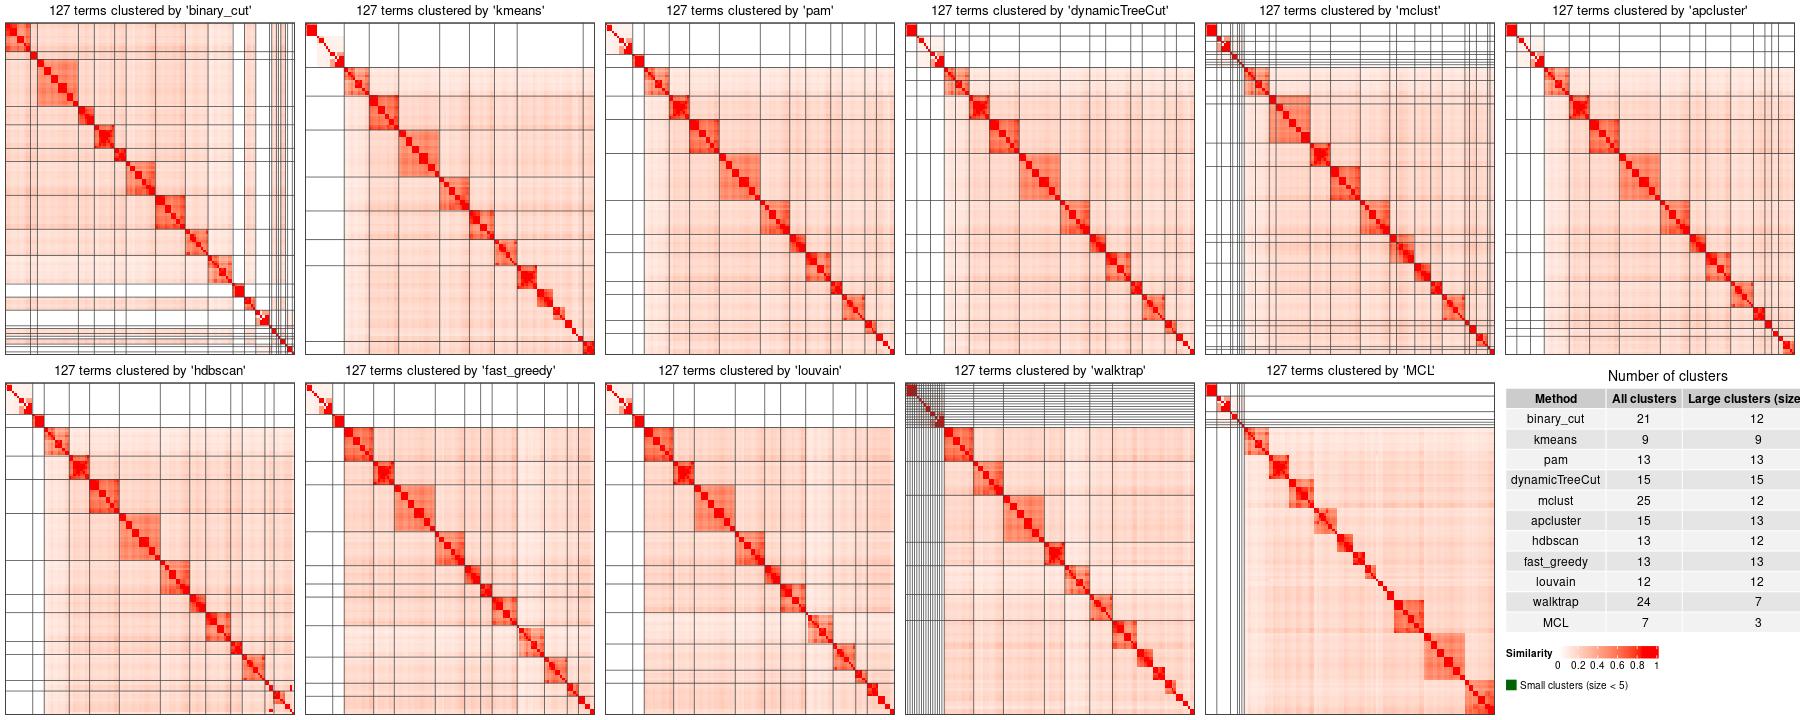 127 terms clustered by 'binary_cut'
127 terms clustered by 'kmeans'
127 terms clustered by 'pam'
127 terms clustered by 'dynamicTreeCut'
127 terms clustered by 'mclust'
127 terms clustered by 'apcluster'
127 terms clustered by 'hdbscan'
127 terms clustered by 'fast_greedy'
127 terms clustered by 'louvain'
127 terms clustered by 'walktrap'
127 terms clustered by 'MCL'
Number of clusters
Method All clusters Large clusters (size
binary_cut 21 12
kmeans 9 9
pam 13 13
dynamicTreeCut 15 15
mclust 25 12
apcluster 15 13
hdbscan 13 12
fast_greedy 13 13
louvain 12 12
walktrap 24 7
MCL 7 3
Similarity
0 0.2 0.4 0.6 0.8 1
Small clusters (size < 5)